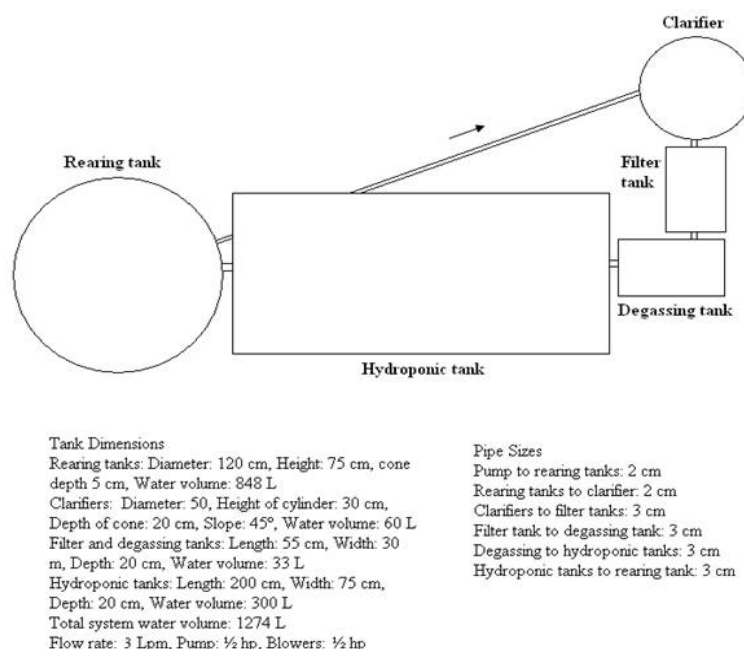 Clarifier
Rearing tank
Filter
tank
Degassing tank
Hydroponic tank
Tank Dimensions
Rearing tanks: Diameter: 120 cm, Height: 75 cm, cone
depth 5 cm, Water volume: 848 L
Clarifiers: Diameter: 50, Height of cylinder: 30 cm,
Depth of cone: 20 cm, Slope: 45º, Water volume: 60 L
Filter and degassing tanks: Length: 55 cm, Width: 30
m, Depth: 20 cm, Water volume: 33 L
Hydroponic tanks: Length: 200 cm, Width: 75 cm,
Depth: 20 cm, Water volume: 300 L
Total system water volume: 1274 L
Flow rate: 3 Lpm, Pump: ½ hp, Blowers: ½ hp
Pipe Sizes
Pump to rearing tanks: 2 cm
Rearing tanks to clarifier: 2 cm
Clarifiers to filter tanks: 3 cm
Filter tank to degassing tank: 3 cm
Degassing to hydroponic tanks: 3 cm
Hydroponic tanks to rearing tank: 3 cm